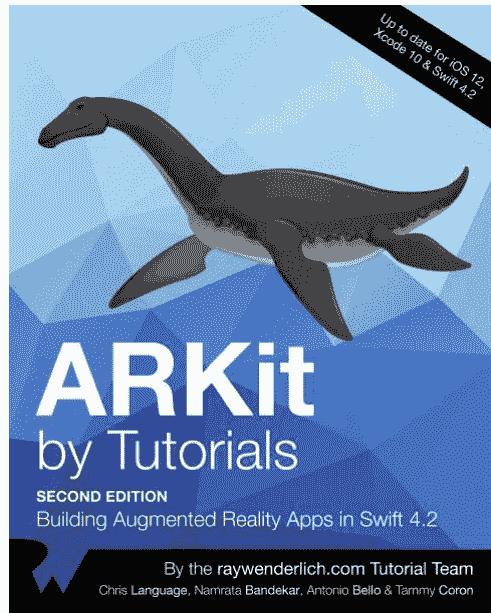 Up to date for iOS 12,
Xcode 10 & Swift 4.2
ARKit
by Tutorials
SECOND EDITION
Building Augmented Reality Apps in Swift 4.2
By the raywenderlich.com Tutorial Team
Chris Language, Namrata Bandekar, Antonio Bello & Tammy Coron